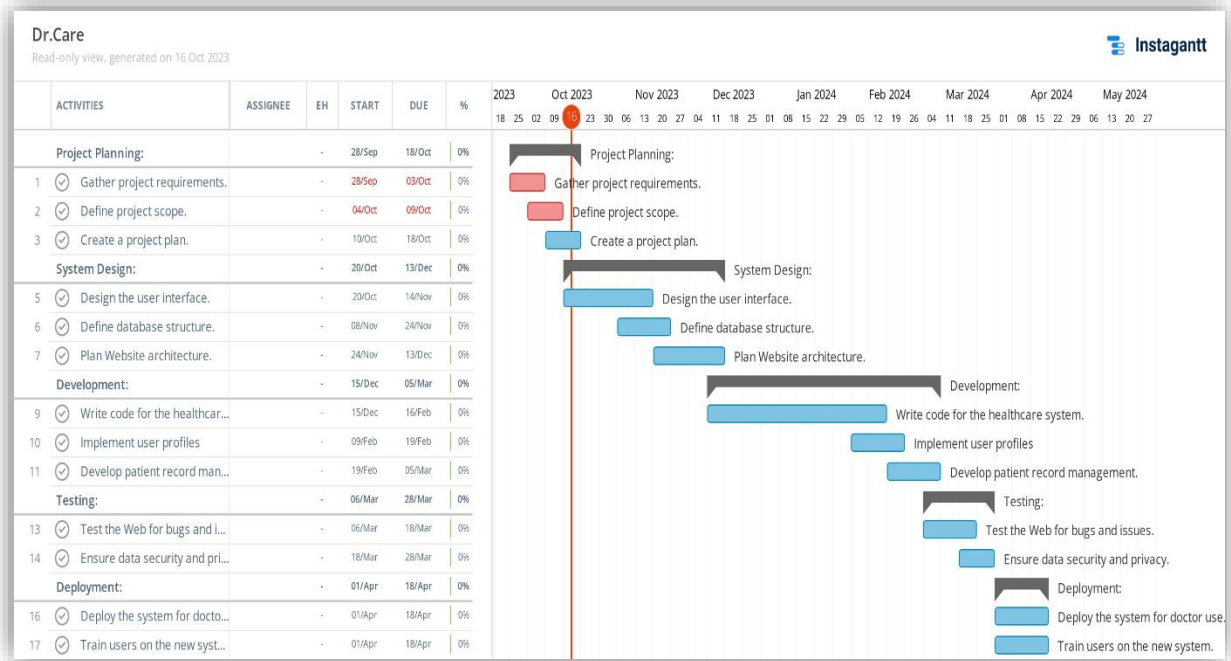 Dr.Care
Read-only view, generated on 16 Oct 2023
Instagantt
ACTIVITIES ASSIGNEE EH START DUE %
2023 Oct 2023 Nov 2023 Dec 2023 Jan 2024 Feb 2024 Mar 2024 Apr 2024 May 2024
18 25 02 09 16 23 30 06 13 20 27 04 11 18 25 01 08 15 22 29 05 12 19 26 04 11 18 25 01 08 15 22 29 06 13 20 27
Project Planning: - 28/Sep 18/Oct 0% Project Planning:
1 Gather project requirements. - 28/Sep 03/Oct 0% Gather project requirements.
2 Define project scope. - 04/Oct 09/Oct 0% Define project scope.
3 Create a project plan. - 10/Oct 18/Oct 0% Create a project plan.
System Design: - 20/Oct 13/Dec 0% System Design:
5 Design the user interface. - 20/Oct 14/Nov 0% Design the user interface.
6 Define database structure. - 08/Nov 24/Nov 0% Define database structure.
7 Plan Website architecture. - 24/Nov 13/Dec 0% Plan Website architecture.
Development: - 15/Dec 05/Mar 0% Development:
9 Write code for the healthcar... - 15/Dec 16/Feb 0% Write code for the healthcare system.
10 Implement user profiles - 09/Feb 19/Feb 0% Implement user profiles
11 Develop patient record man... - 19/Feb 05/Mar 0% Develop patient record management.
Testing: - 06/Mar 28/Mar 0% Testing:
13 Test the Web for bugs and i... - 06/Mar 18/Mar 0% Test the Web for bugs and issues.
14 Ensure data security and pri... - 18/Mar 28/Mar 0% Ensure data security and privacy.
Deployment: - 01/Apr 18/Apr 0% Deployment:
16 Deploy the system for docto... - 01/Apr 18/Apr 0% Deploy the system for doctor use.
17 Train users on the new syst... - 01/Apr 18/Apr 0% Train users on the new system.